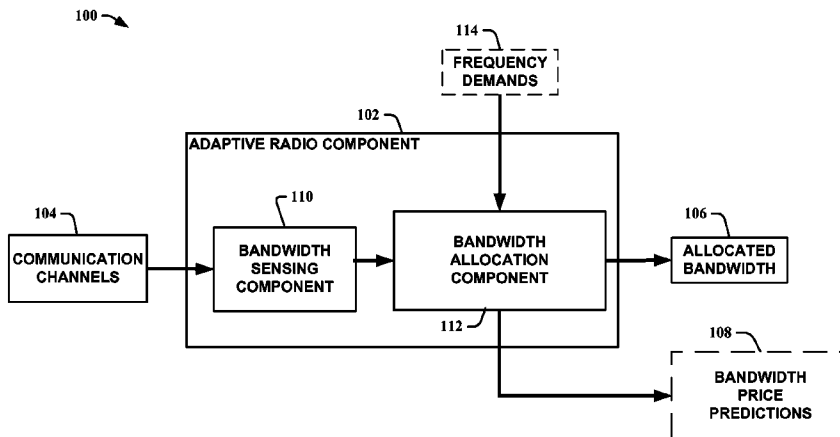 100
114
FREQUENCY
DEMANDS
102
ADAPTIVE RADIO COMPONENT
104
COMMUNICATION
CHANNELS
110
BANDWIDTH
SENSING
COMPONENT
BANDWIDTH
ALLOCATION
COMPONENT
112
106
ALLOCATED
BANDWIDTH
108
BANDWIDTH
PRICE
PREDICTIONS